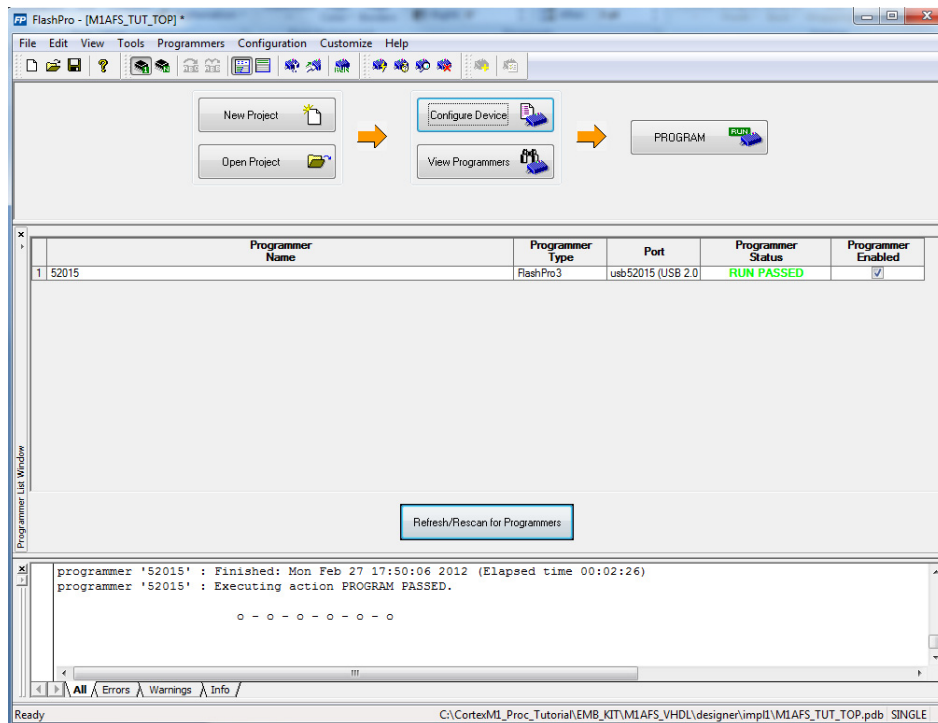 FlashPro - [M1AFS_TUT_TOP] *
File Edit View Tools Programmers Configuration Customize Help
New Project
Configure Device
PROGRAM
RUN
Open Project
View Programmers
Programmer Name Programmer Type Port Programmer Status Programmer Enabled
1 52015 FlashPro3 usb52015 (USB 2.0 RUN PASSED
Programmer List Window
Refresh/Rescan for Programmers
programmer '52015' : Finished: Mon Feb 27 17:50:06 2012 (Elapsed time 00:02:26)
programmer '52015' : Executing action PROGRAM PASSED.
o - o - o - o - o - o
All Errors Warnings Info
Ready C:\CortexM1_Proc_Tutorial\EMB_KIT\M1AFS_VHDL\designer\impl1\M1AFS_TUT_TOP.pdb SINGLE